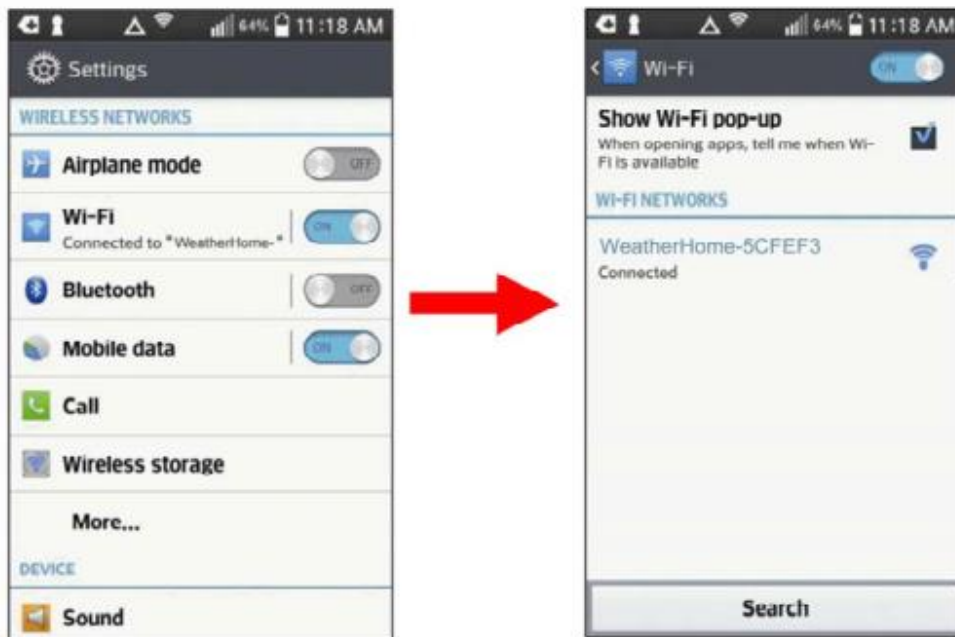 64% 11:18 AM
Settings
WIRELESS NETWORKS
Airplane mode OFF
Wi-Fi
Connected to "WeatherHome-" ON
Bluetooth OFF
Mobile data ON
Call
Wireless storage
More...
DEVICE
Sound
64% 11:18 AM
Wi-Fi ON
Show Wi-Fi pop-up
When opening apps, tell me when Wi-
Fi is available
WI-FI NETWORKS
WeatherHome-5CFEF3
Connected
Search